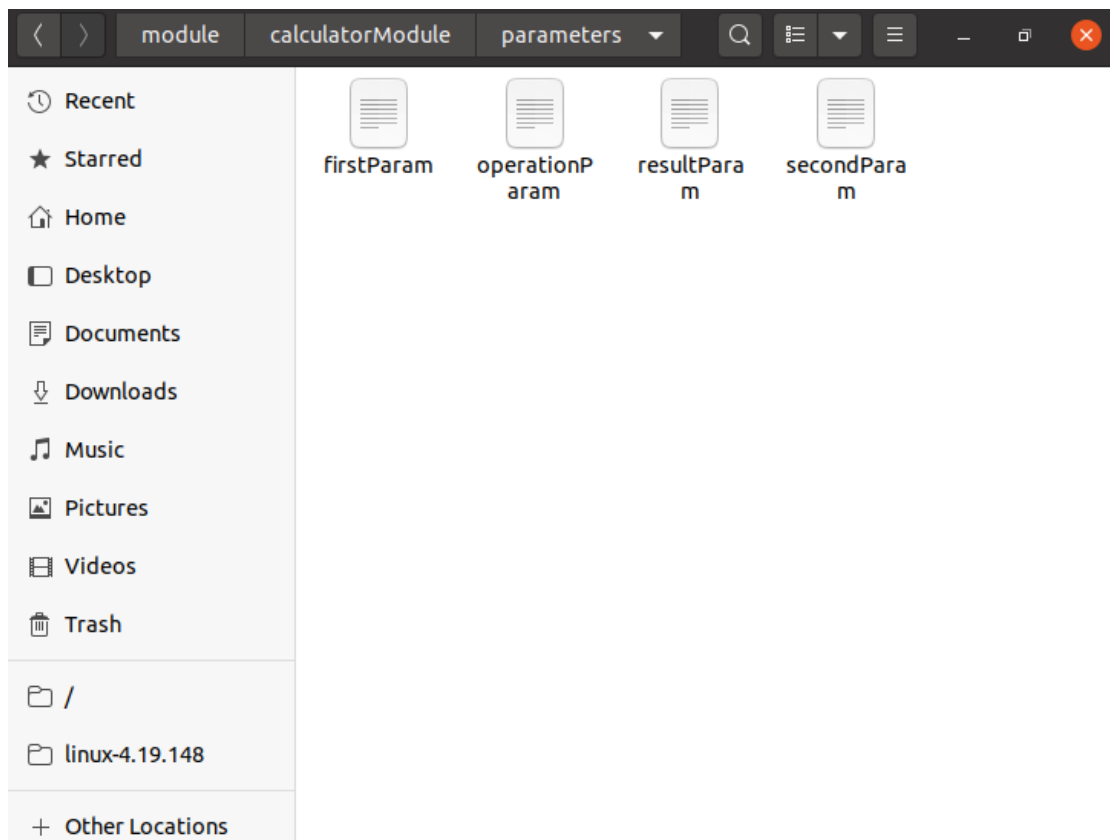 module calculatorModule parameters
Recent
Starred
Home
Desktop
Documents
Downloads
Music
Pictures
Videos
Trash
/
linux-4.19.148
+ Other Locations
firstParam
operationP
aram
resultPara
m
secondPara
m